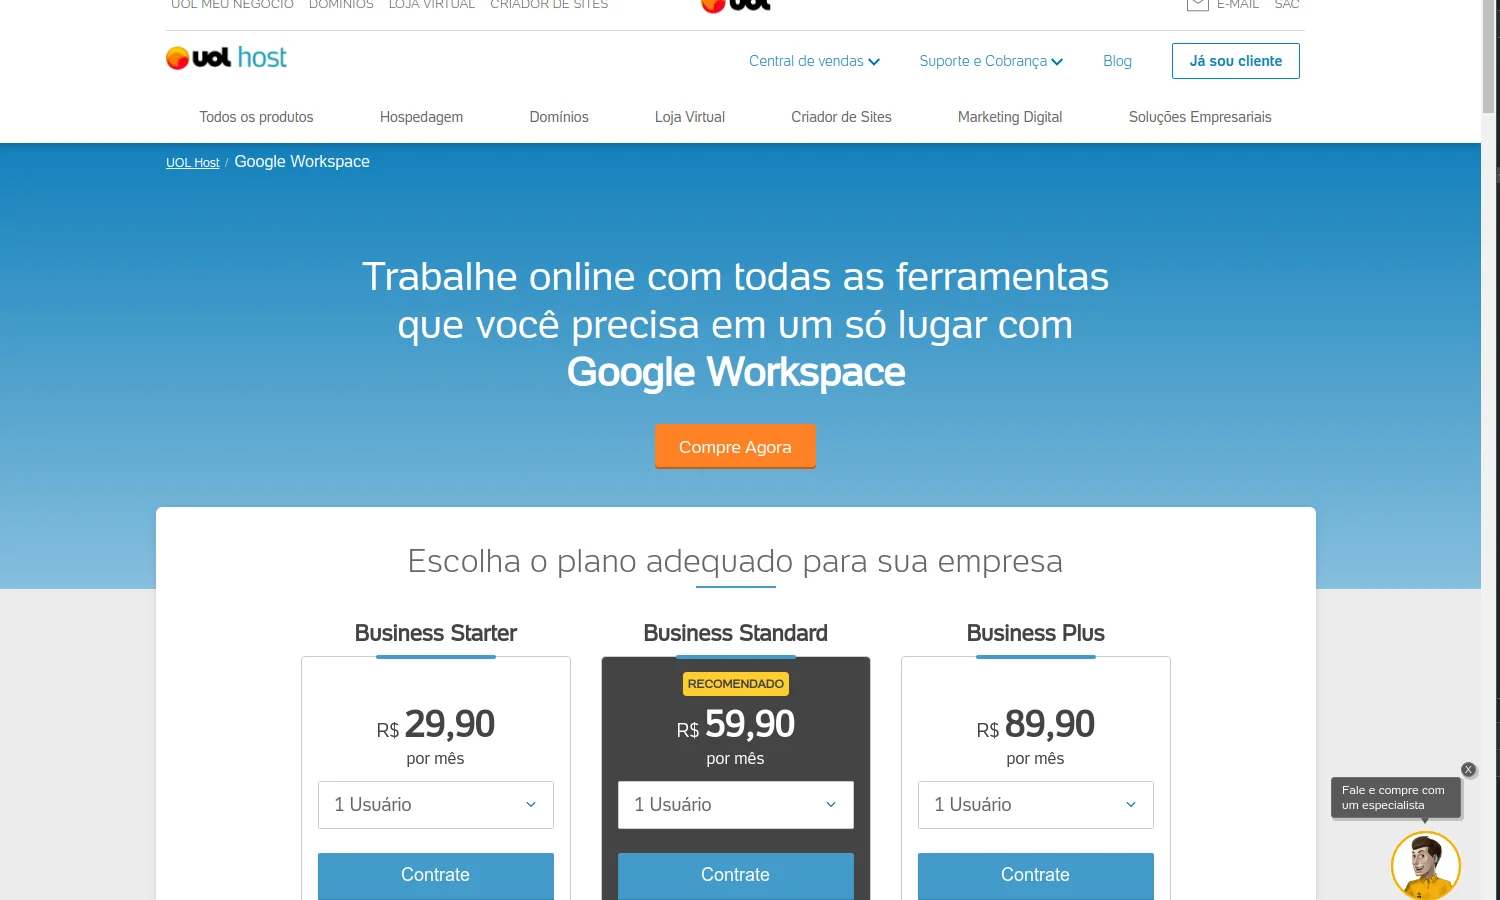 UOL MEU NEGÓCIO DOMÍNIOS LOJA VIRTUAL CRIADOR DE SITES uol E-MAIL SAC
uol host Central de vendas Suporte e Cobrança Blog Já sou cliente
Todos os produtos Hospedagem Domínios Loja Virtual Criador de Sites Marketing Digital Soluções Empresariais
UOL Host / Google Workspace
Trabalhe online com todas as ferramentas
que você precisa em um só lugar com
Google Workspace
Compre Agora
Escolha o plano adequado para sua empresa
Business Starter Business Standard Business Plus
RECOMENDADO
R$ 29,90 R$ 59,90 R$ 89,90
por mês por mês por mês
1 Usuário 1 Usuário 1 Usuário
Contrate Contrate Contrate
X
Fale e compre com
um especialista